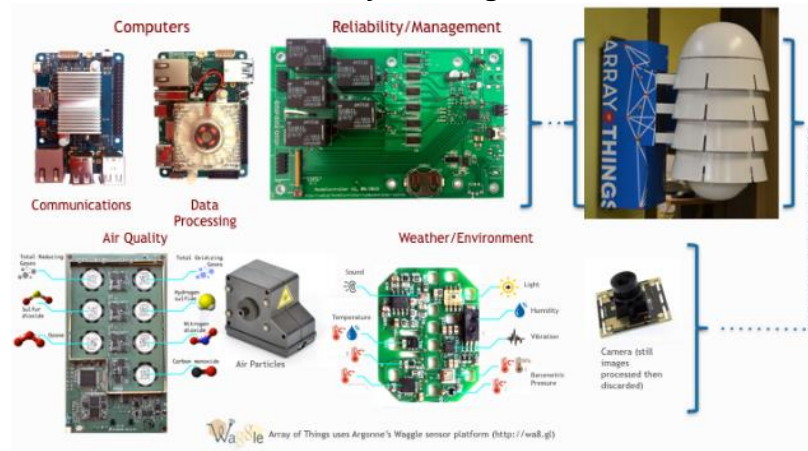 Computers
Reliability/Management
ARRAY OF THINGS
Communications
Data
Processing
Air Quality
Weather/Environment
Total Reducing
Gases
Total Oxidizing
Gases
Sulfur
dioxide
Hydrogen
sulfide
Ozone
Nitrogen
dioxide
Carbon monoxide
Air Particles
Sound
Light
Temperature
Humidity
Vibration
Barometric
Pressure
Camera (still
images
processed then
discarded)
Waggle
Array of Things uses Argonne's Waggle sensor platform (http://wa8.gl)